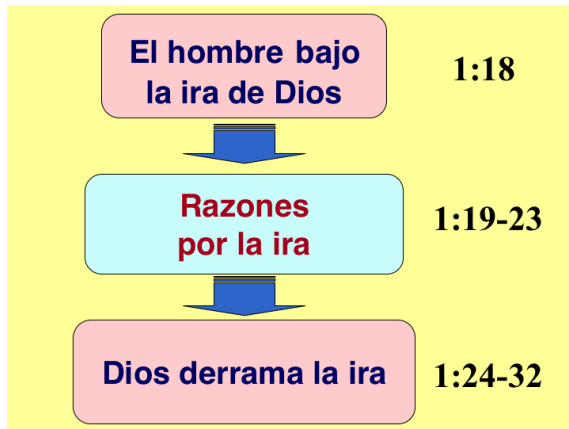 El hombre bajo
la ira de Dios
1:18
Razones
por la ira
1:19-23
Dios derrama la ira
1:24-32